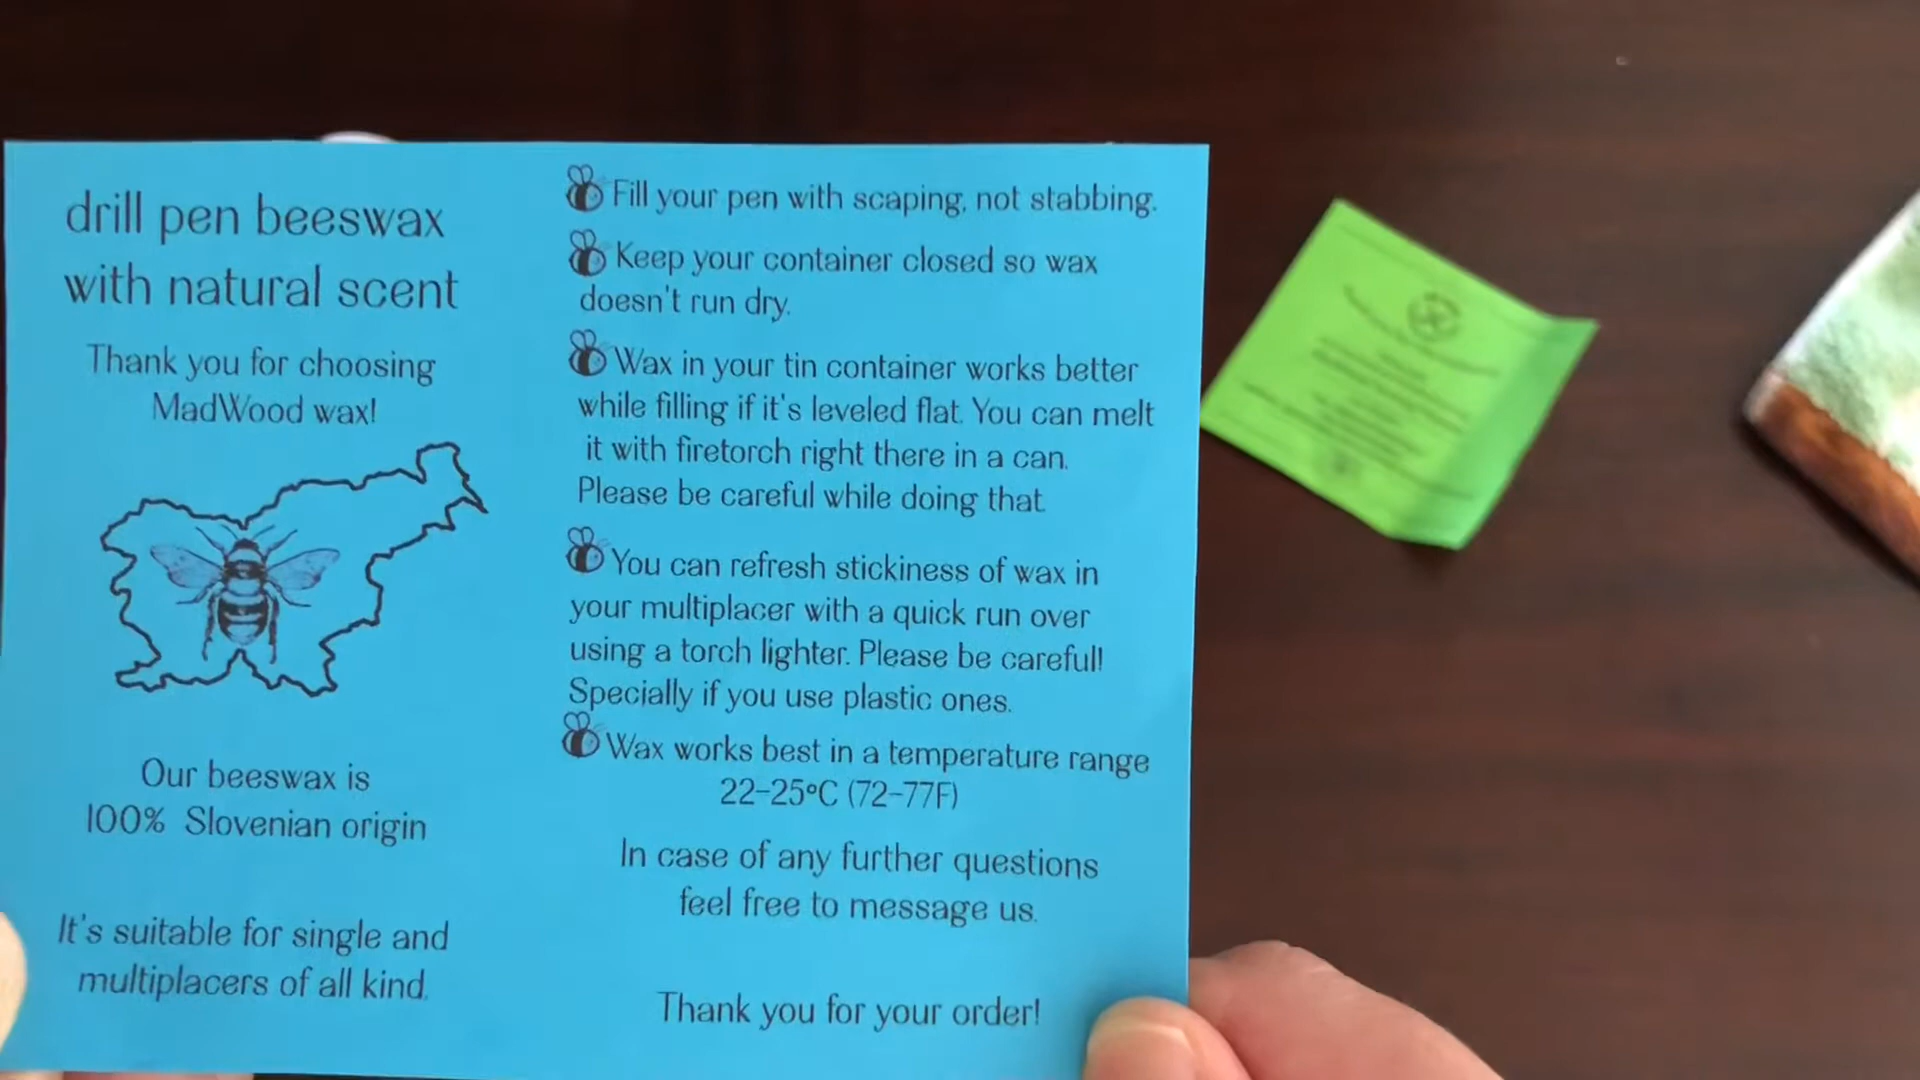 drill pen beeswax
with natural scent
Thank you for choosing
MadWood wax!
Our beeswax is
100% Slovenian origin
It's suitable for single and
multiplacers of all kind.
Fill your pen with scaping, not stabbing.
Keep your container closed so wax
doesn't run dry.
Wax in your tin container works better
while filling if it's leveled flat. You can melt
it with firetorch right there in a can.
Please be careful while doing that.
You can refresh stickiness of wax in
your multiplacer with a quick run over
using a torch lighter. Please be careful!
Specially if you use plastic ones.
Wax works best in a temperature range
22-25°C (72-77F)
In case of any further questions
feel free to message us.
Thank you for your order!